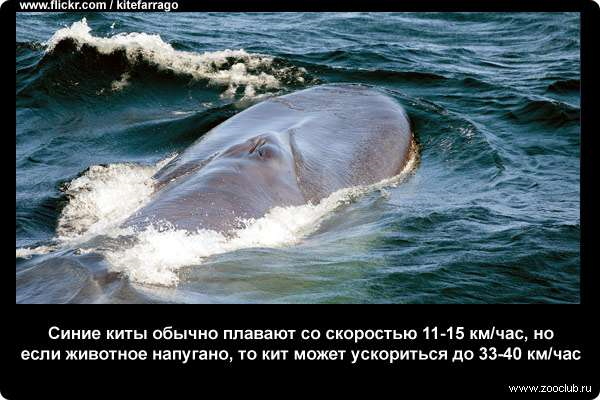 www.flickr.com / kitefarrago
Синие киты обычно плавают со скоростью 11-15 км/час, но
если животное напугано, то кит может ускориться до 33-40 км/час
www.zooclub.ru